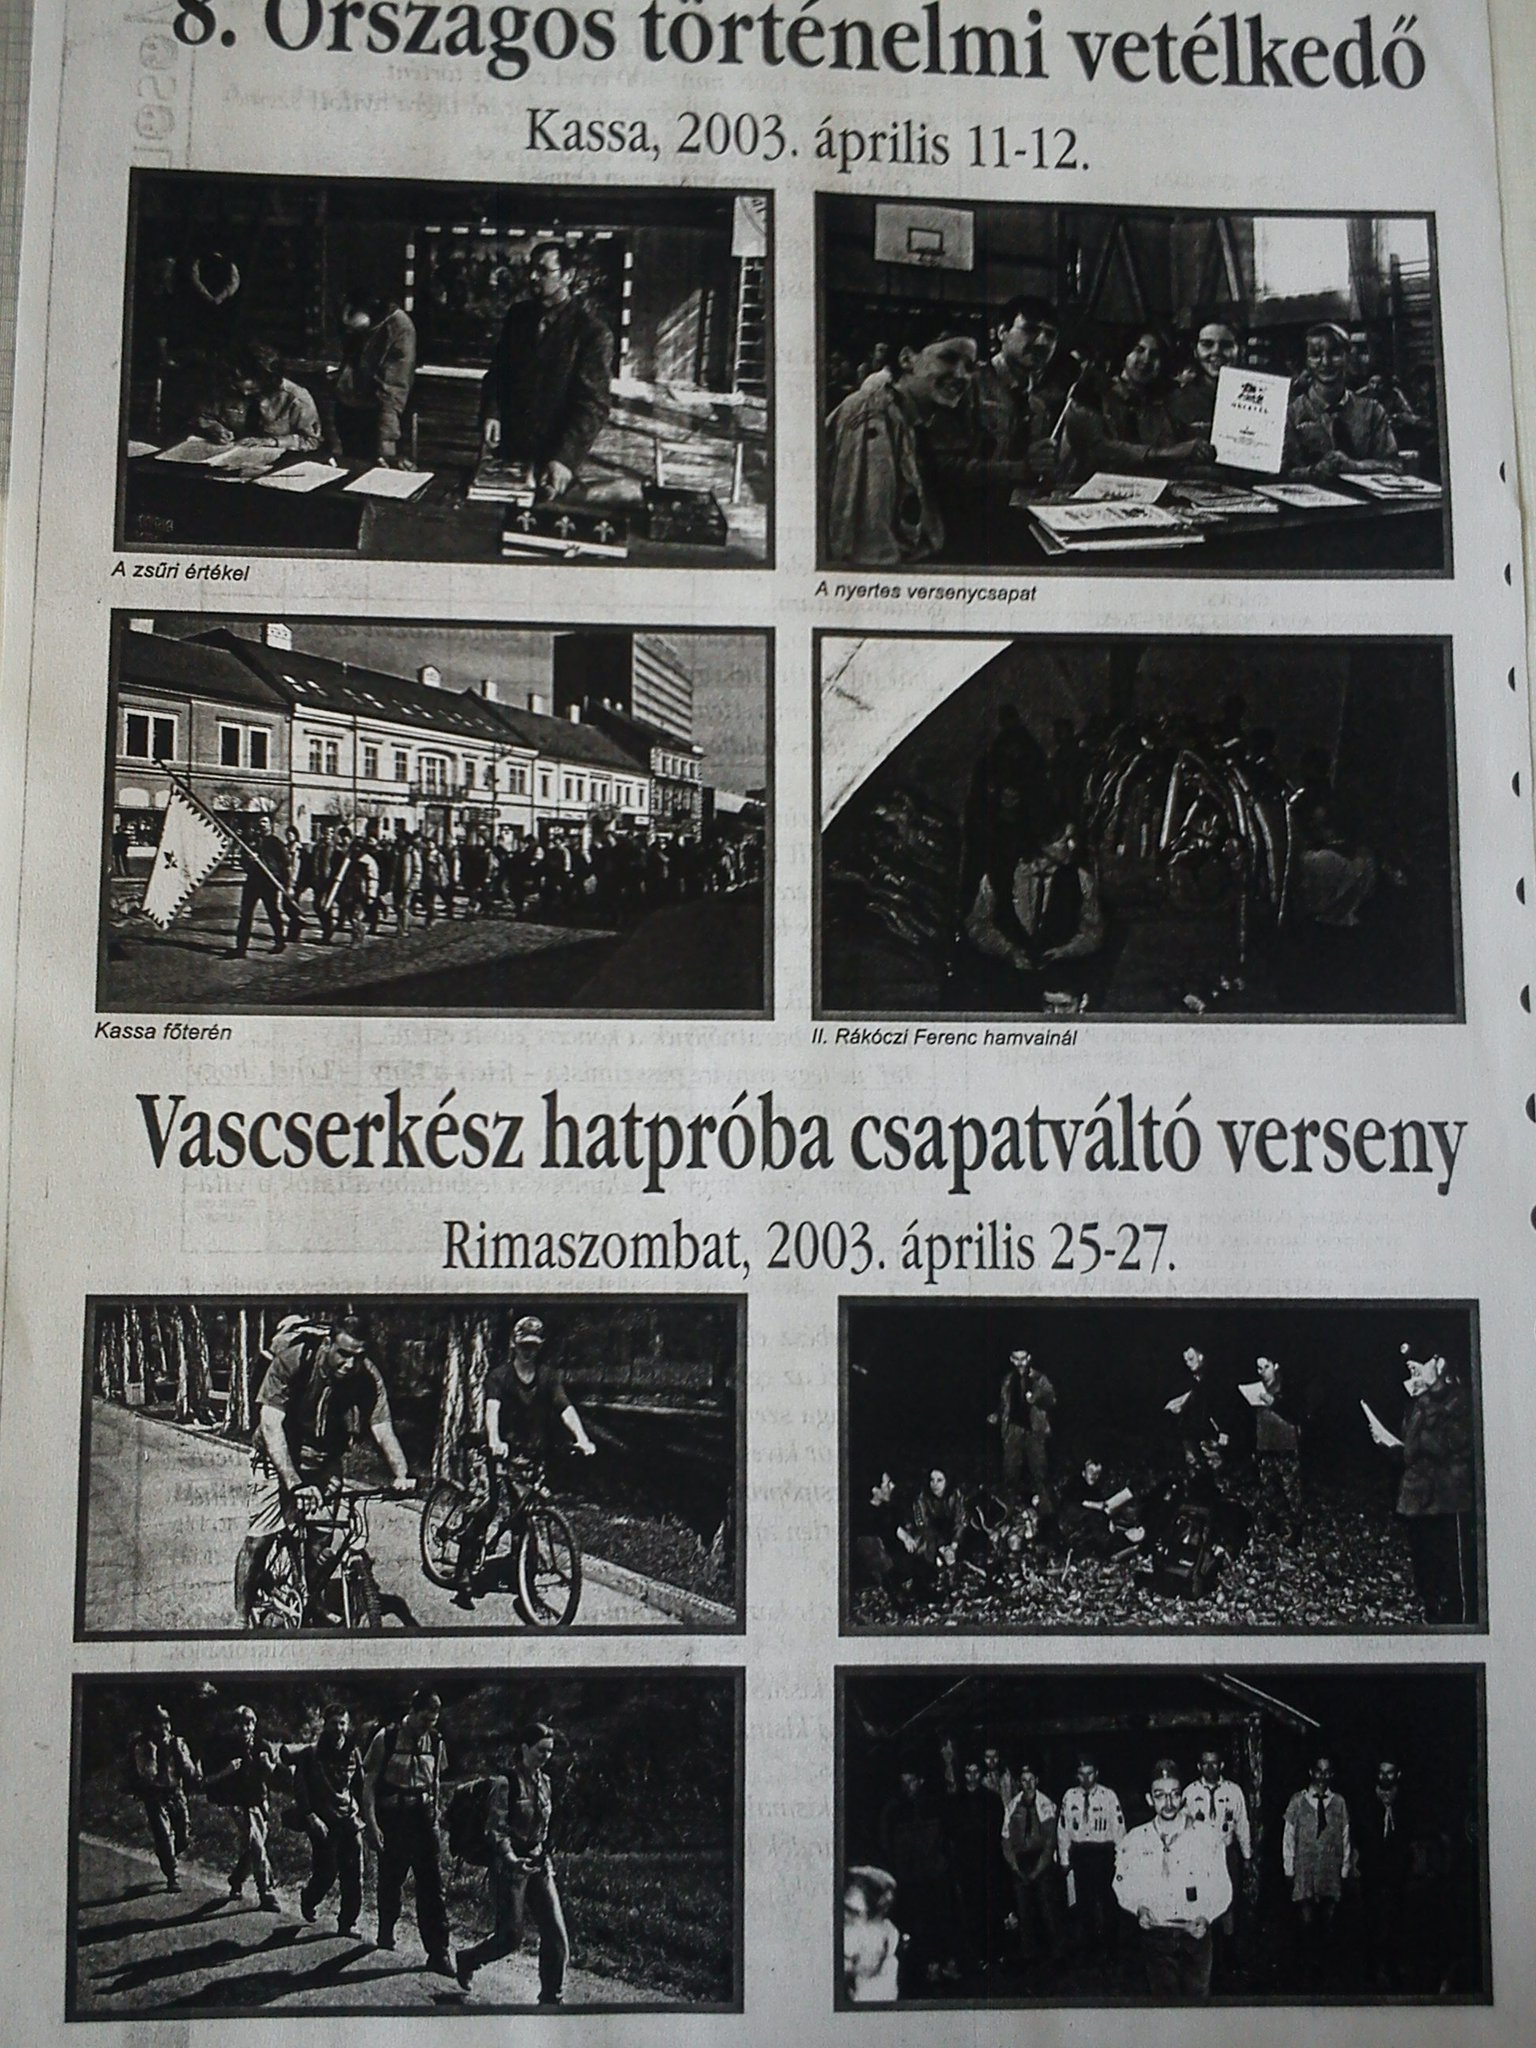 8. Országos történelmi vetélkedő
Kassa, 2003. április 11-12.
A zsűri értékel
A nyertes versenycsapat
Kassa főterén
II. Rákóczi Ferenc hamvainál
Vascserkész hatpróba csapatváltó verseny
Rimaszombat, 2003. április 25-27.